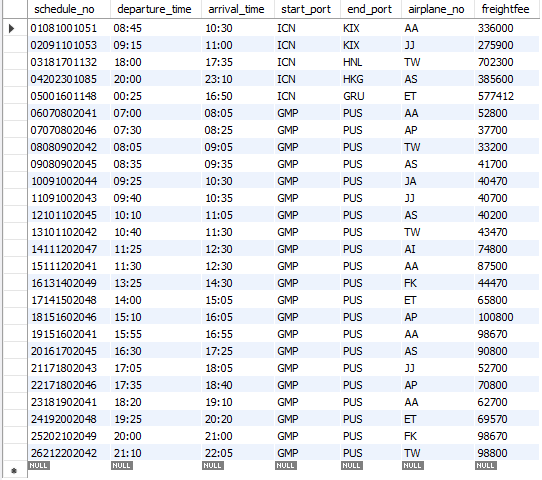 schedule_no departure_time arrival_time start_port end_port airplane_no freightfee
01081001051 08:45 10:30 ICN KIX AA 336000
02091101053 09:15 11:00 ICN KIX JJ 275900
03181701132 18:00 17:35 ICN HNL TW 702300
04202301085 20:00 23:10 ICN HKG AS 385600
05001601148 00:25 16:50 ICN GRU ET 577412
06070802041 07:00 08:05 GMP PUS AA 52800
07070802046 07:30 08:25 GMP PUS AP 37700
08080902042 08:05 09:05 GMP PUS TW 33200
09080902045 08:35 09:35 GMP PUS AS 41700
10091002044 09:25 10:30 GMP PUS JA 40470
11091002043 09:40 10:35 GMP PUS JJ 40700
12101102045 10:10 11:05 GMP PUS AS 40200
13101102042 10:40 11:30 GMP PUS TW 43470
14111202047 11:25 12:30 GMP PUS AI 74800
15111202041 11:30 12:30 GMP PUS AA 87500
16131402049 13:25 14:30 GMP PUS FK 44470
17141502048 14:00 15:05 GMP PUS ET 65800
18151602046 15:10 16:05 GMP PUS AP 100800
19151602041 15:55 16:55 GMP PUS AA 98670
20161702045 16:30 17:25 GMP PUS AS 90800
21171802043 17:05 18:05 GMP PUS JJ 52700
22171802046 17:35 18:40 GMP PUS AP 70800
23181902041 18:20 19:10 GMP PUS AA 62700
24192002048 19:25 20:20 GMP PUS ET 69570
25202102049 20:00 21:00 GMP PUS FK 98670
26212202042 21:10 22:05 GMP PUS TW 98800
NULL NULL NULL NULL NULL NULL NULL